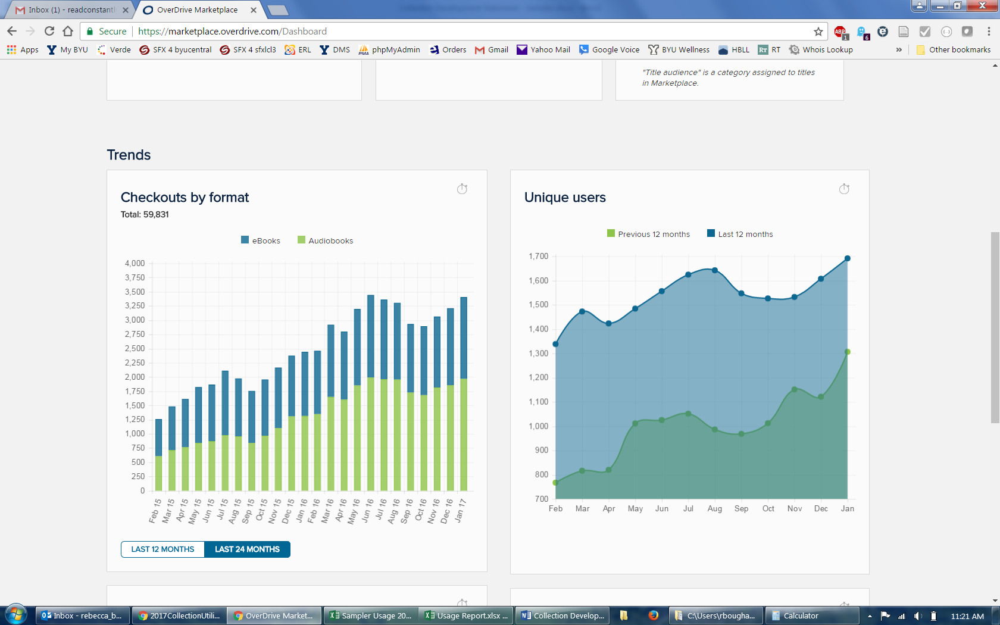 Inbox (1) - readconstantl
OverDrive Marketplace
Secure
https://marketplace.overdrive.com/Dashboard
ABP
1
6
Apps
My BYU
Verde
SFX 4 byucentral
SFX 4 sfxlcl3
ERL
DMS
phpMyAdmin
Orders
Gmail
Yahoo Mail
Google Voice
BYU Wellness
HBLL
RT
RT
Whois Lookup
»
Other bookmarks
"Title audience" is a category assigned to titles
in Marketplace.
Trends
Checkouts by format
Total: 59,831
eBooks
Audiobooks
4,000
3,750
3,500
3,250
3,000
2,750
2,500
2,250
2,000
1,750
1,500
1,250
1,000
750
500
250
0
Feb 15
Mar 15
Apr 15
May 15
Jun 15
Jul 15
Aug 15
Sep 15
Oct 15
Nov 15
Dec 15
Jan 16
Feb 16
Mar 16
Apr 16
May 16
Jun 16
Jul 16
Aug 16
Sep 16
Oct 16
Nov 16
Dec 16
Jan 17
LAST 12 MONTHS
LAST 24 MONTHS
Unique users
Previous 12 months
Last 12 months
1,700
1,600
1,500
1,400
1,300
1,200
1,100
1,000
900
800
700
Feb
Mar
Apr
May
Jun
Jul
Aug
Sep
Oct
Nov
Dec
Jan
Inbox - rebecca_b...
2017CollectionUtili...
OverDrive Market...
Sampler Usage 20...
Usage Report.xlsx ...
Collection Develop...
C:\Users\rbougha...
Calculator
11:21 AM